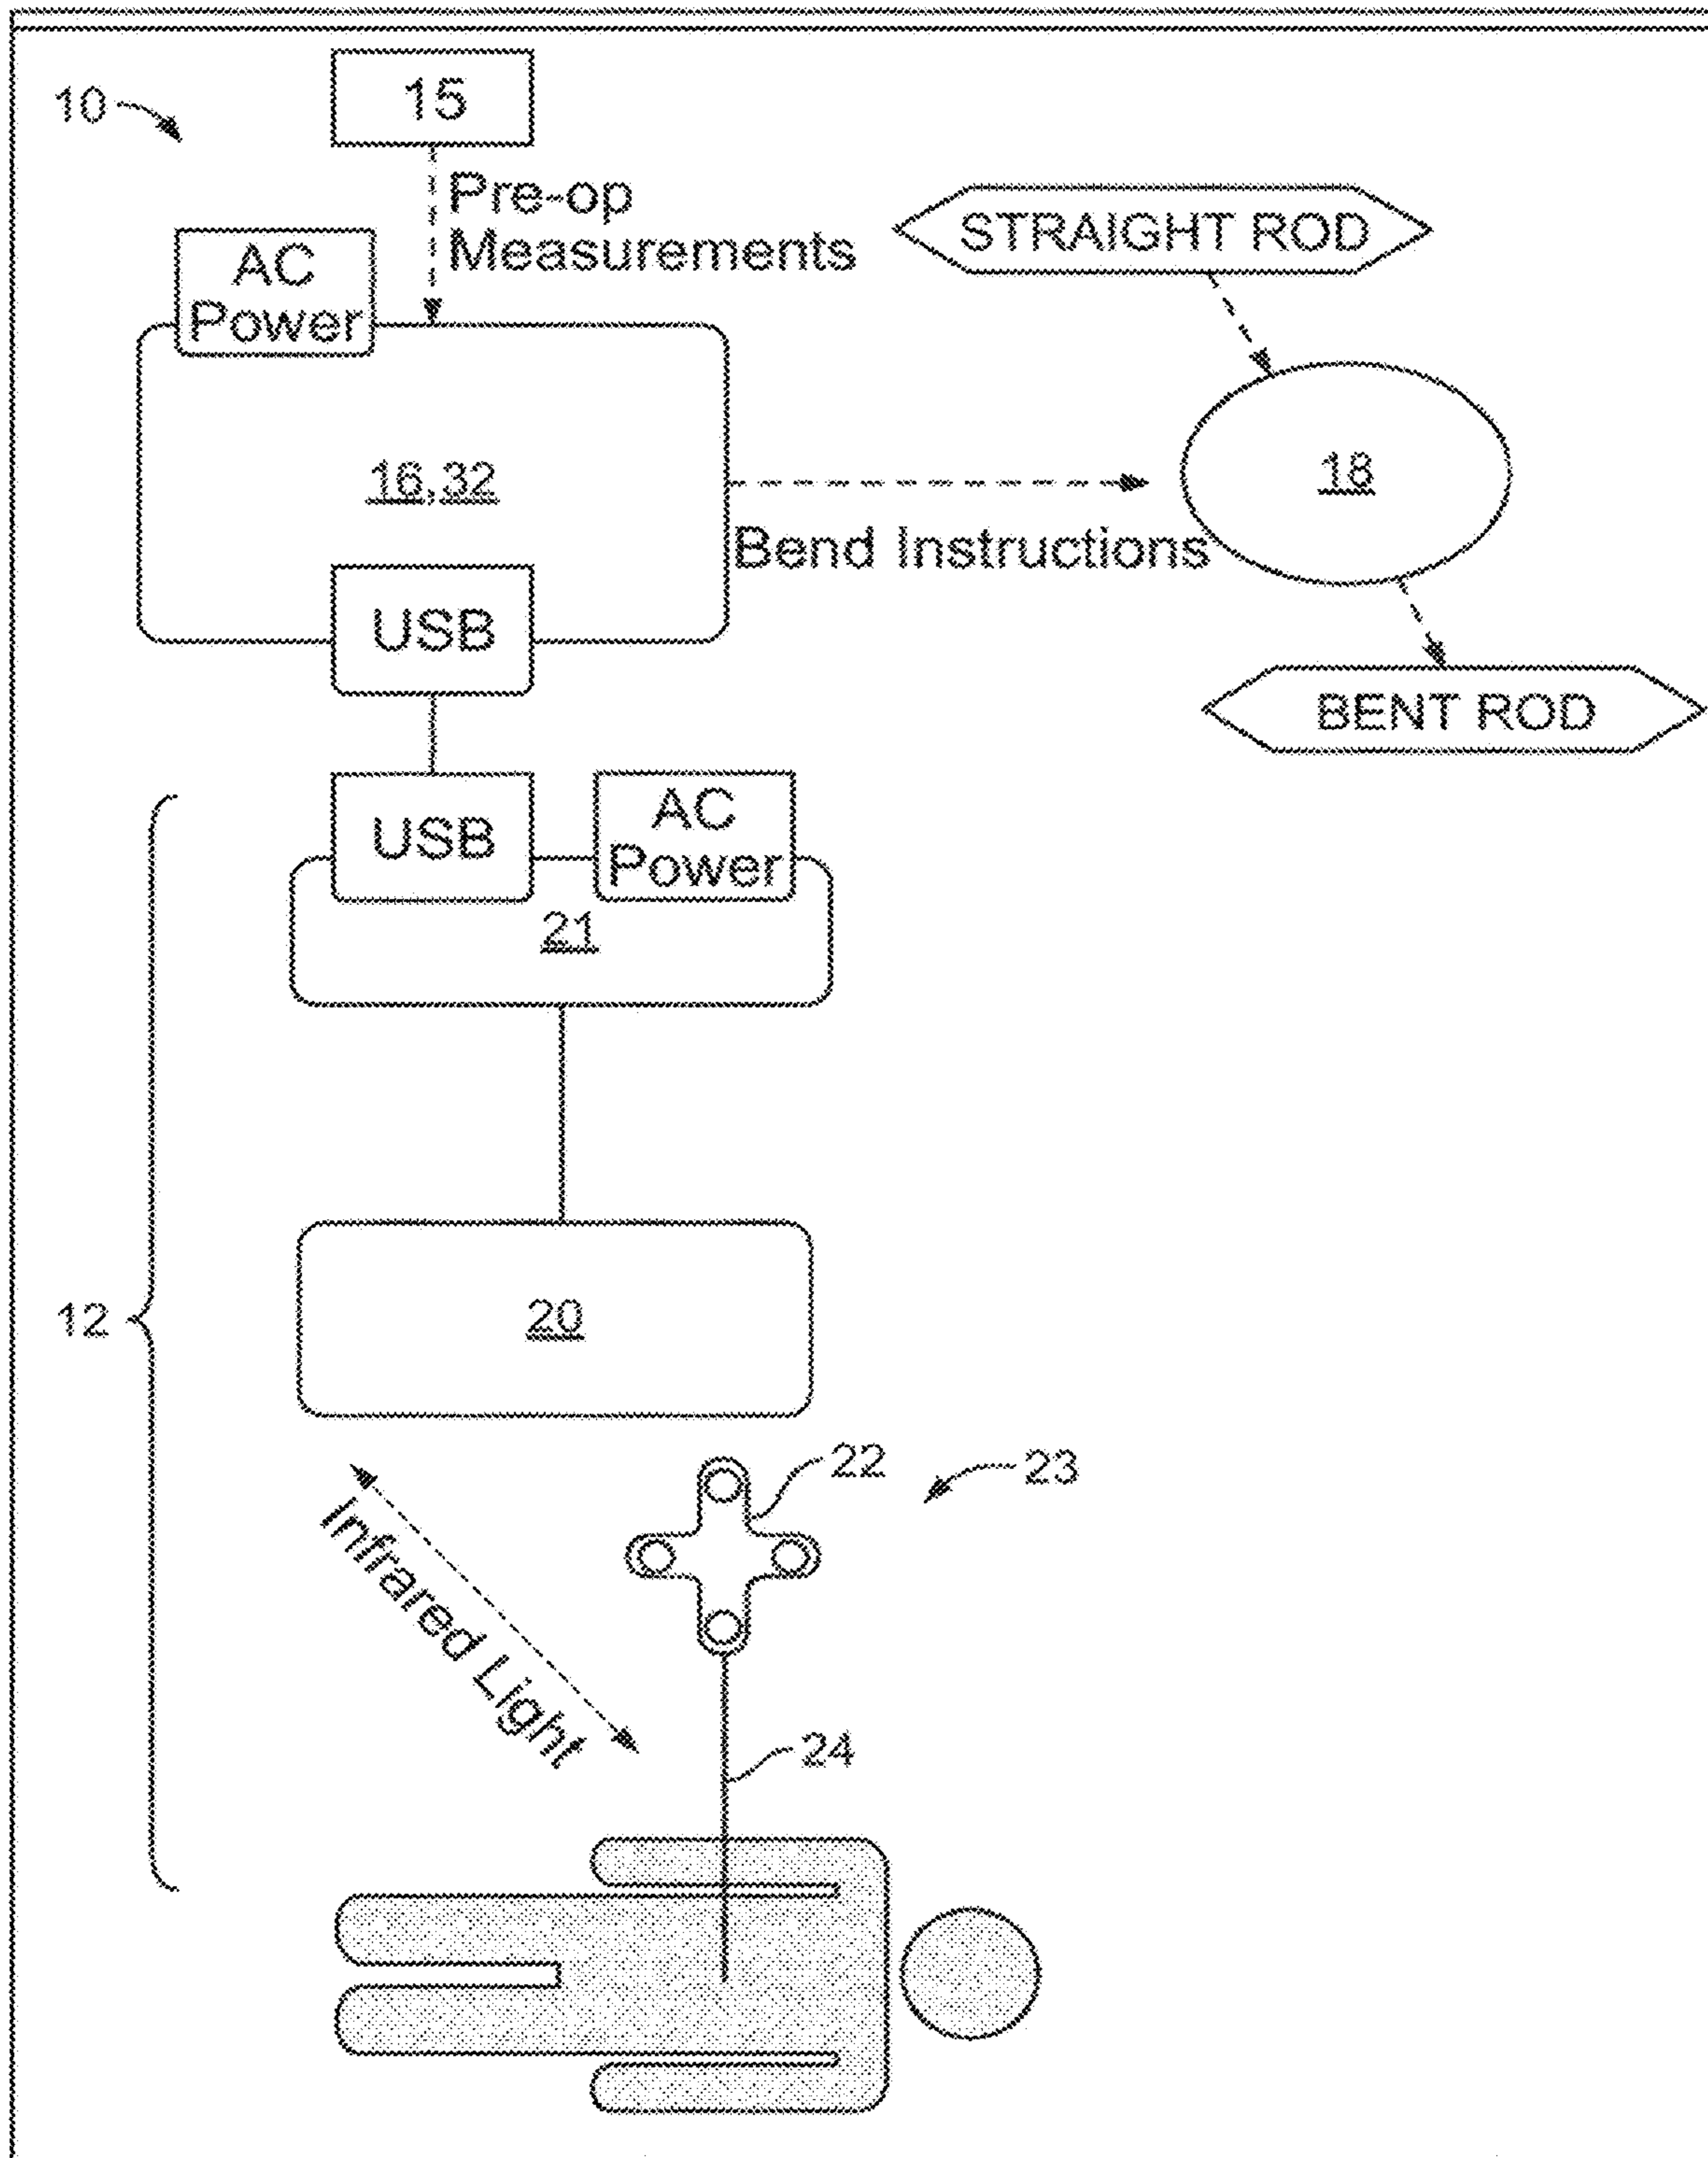 15
10
Pre-op
Measurements
STRAIGHT ROD
AC
Power
16,32
18
Bend Instructions
USB
BENT ROD
USB
AC
Power
21
12
20
22
23
Infrared Light
24